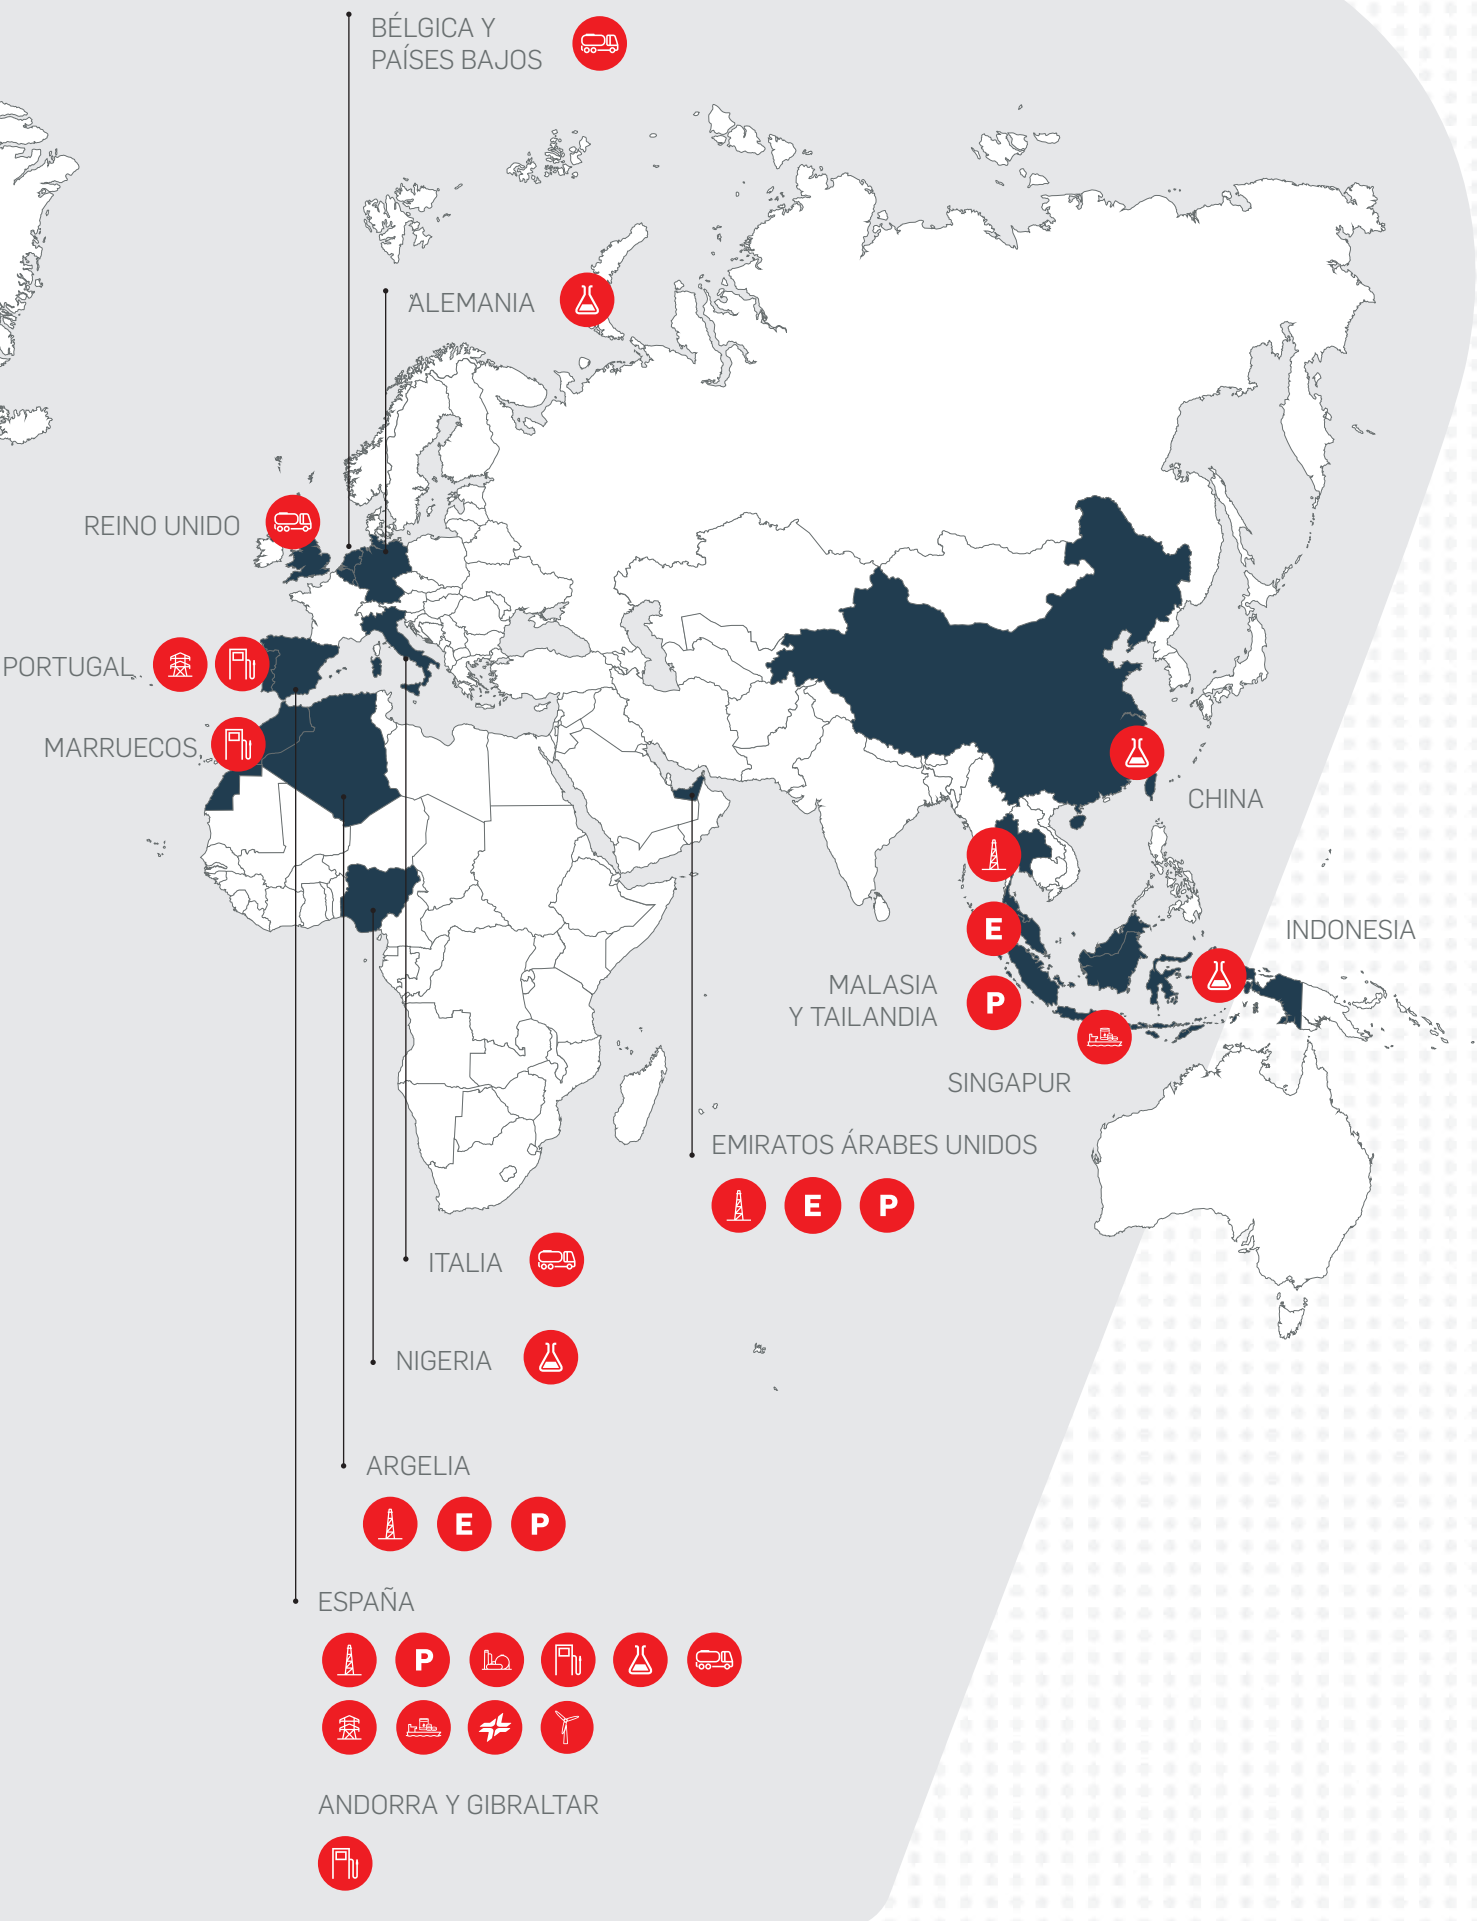 BÉLGICA Y
PAÍSES BAJOS
ALEMANIA
REINO UNIDO
PORTUGAL
MARRUECOS
CHINA
INDONESIA
E
MALASIA
Y TAILANDIA
P
SINGAPUR
EMIRATOS ÁRABES UNIDOS
E P
ITALIA
NIGERIA
ARGELIA
E P
ESPAÑA
P
ANDORRA Y GIBRALTAR